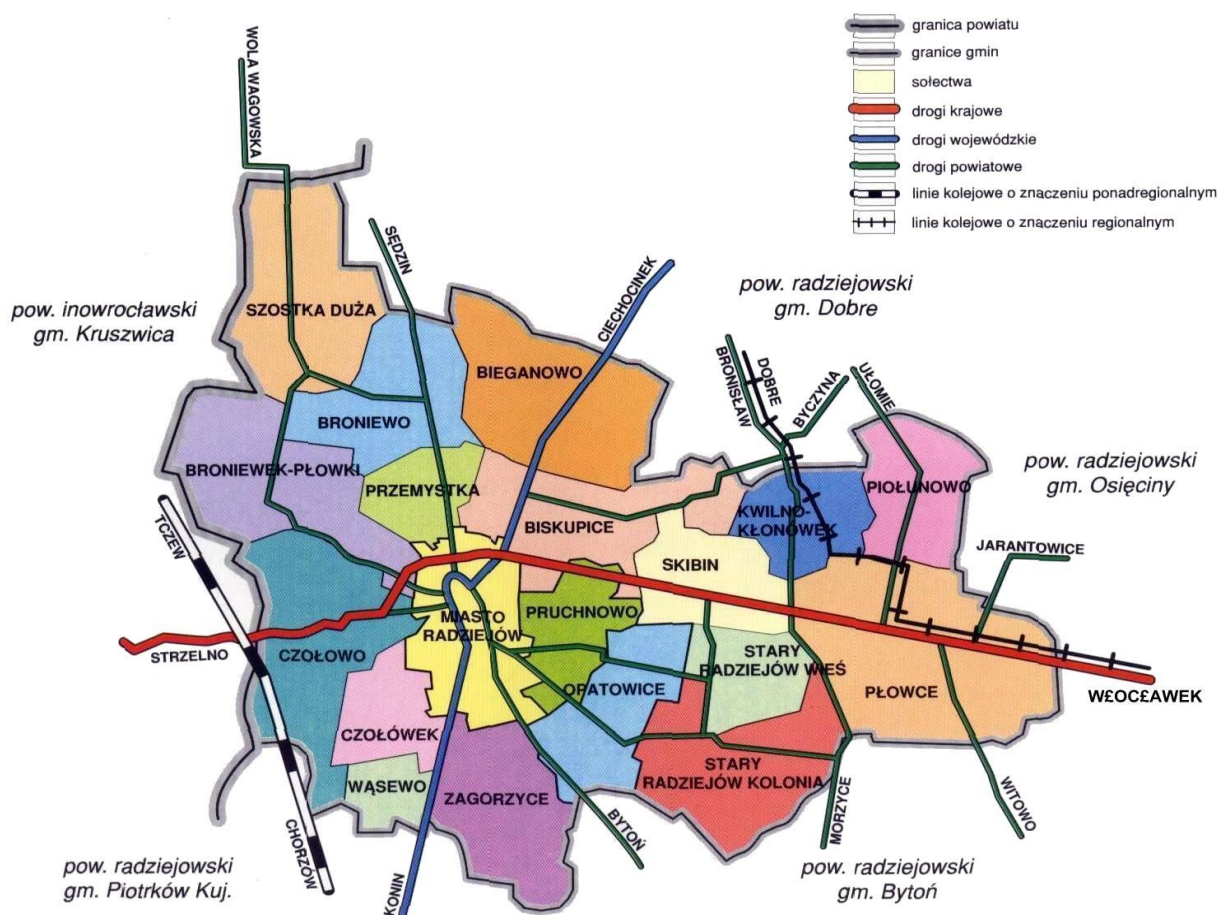 granica powiatu
granice gmin
sołectwa
drogi krajowe
drogi wojewódzkie
drogi powiatowe
linie kolejowe o znaczeniu ponadregionalnym
linie kolejowe o znaczeniu regionalnym
WOLA WAGOWSKA
SĘDZIN
CIECHOCINEK
pow. radziejowski
gm. Dobre
pow. inowrocławski
gm. Kruszwica
SZOSTKA DUŻA
BIEGANOWO
BRONISŁAW
DOBRE
BYCZYNA
UŁOMIE
BRONIEWO
BRONIEWEK-PŁOWKI
PRZEMYSTKA
BISKUPICE
KWILNO-
KŁONÓWEK
PIOŁUNOWO
pow. radziejowski
gm. Osięciny
TCZEW
JARANTOWICE
SKIBIN
MIASTO
RADZIEJÓW
PRUCHNOWO
STRZELNO
CZOŁOWO
STARY
RADZIEJÓW WIEŚ
OPATOWICE
PŁOWCE
WŁOC£AWEK
CZOŁÓWEK
STARY
RADZIEJÓW KOLONIA
WĄSEWO
ZAGORZYCE
BYTOŃ
MORZYCE
WITOWO
CHORZÓW
KONIN
pow. radziejowski
gm. Piotrków Kuj.
pow. radziejowski
gm. Bytoń